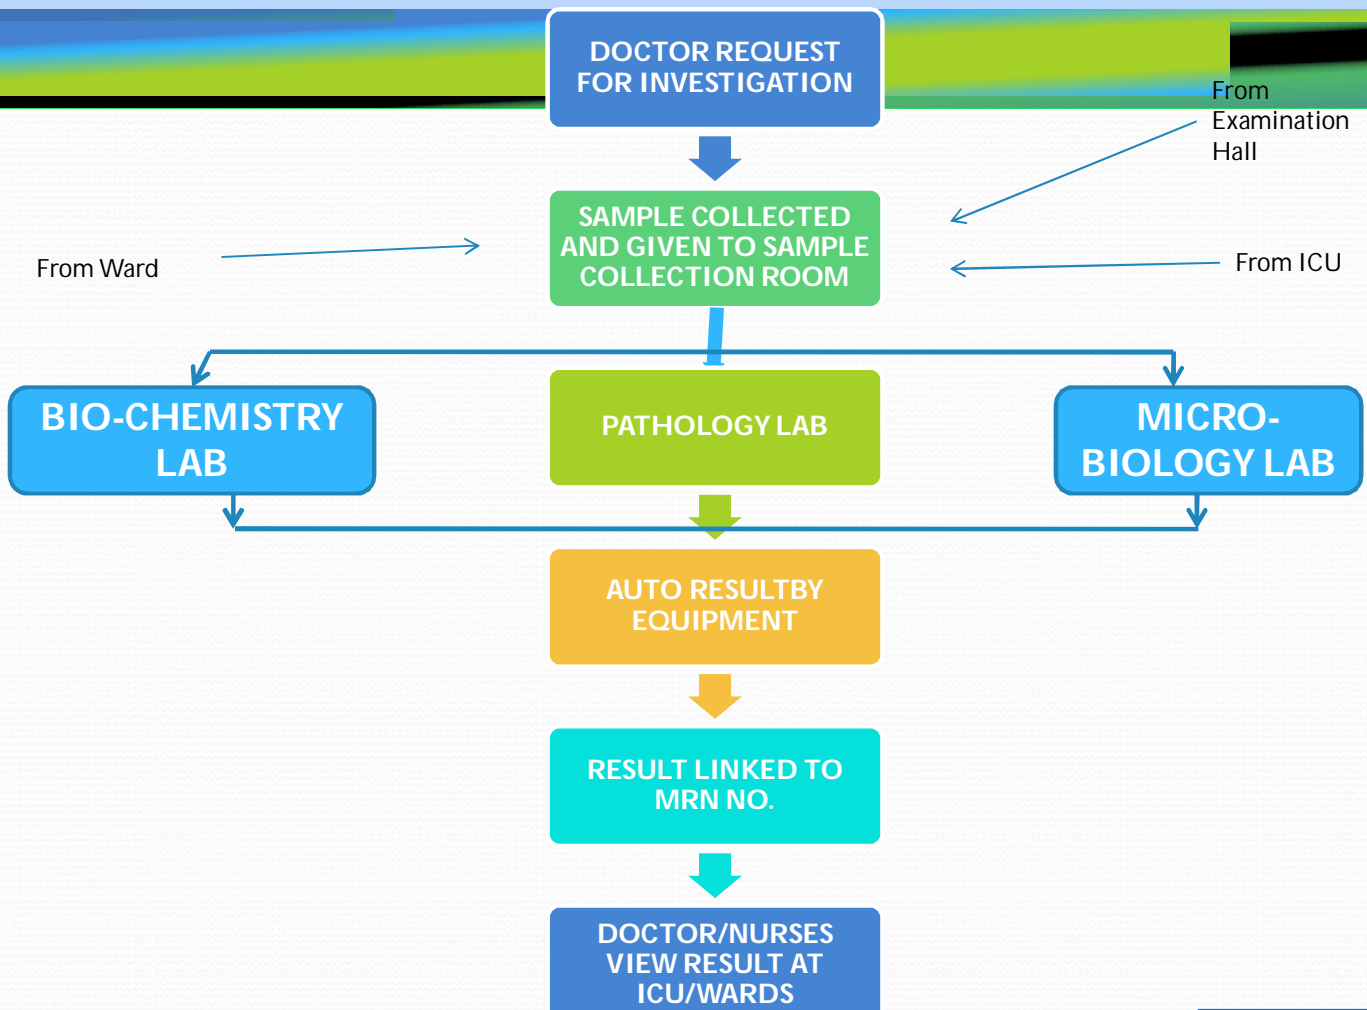 DOCTOR REQUEST
FOR INVESTIGATION
From
Examination
Hall
SAMPLE COLLECTED
AND GIVEN TO SAMPLE
COLLECTION ROOM
From Ward
From ICU
BIO-CHEMISTRY
LAB
PATHOLOGY LAB
MICRO-
BIOLOGY LAB
AUTO RESULTBY
EQUIPMENT
RESULT LINKED TO
MRN NO.
DOCTOR/NURSES
VIEW RESULT AT
ICU/WARDS